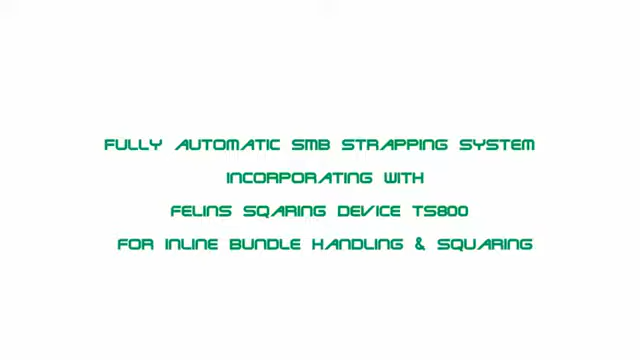 FULLY AUTOMATIC SMB STRAPPING SYSTEM
INCORPORATING WITH
FELINS SQARING DEVICE TS800
FOR INLINE BUNDLE HANDLING & SQUARING